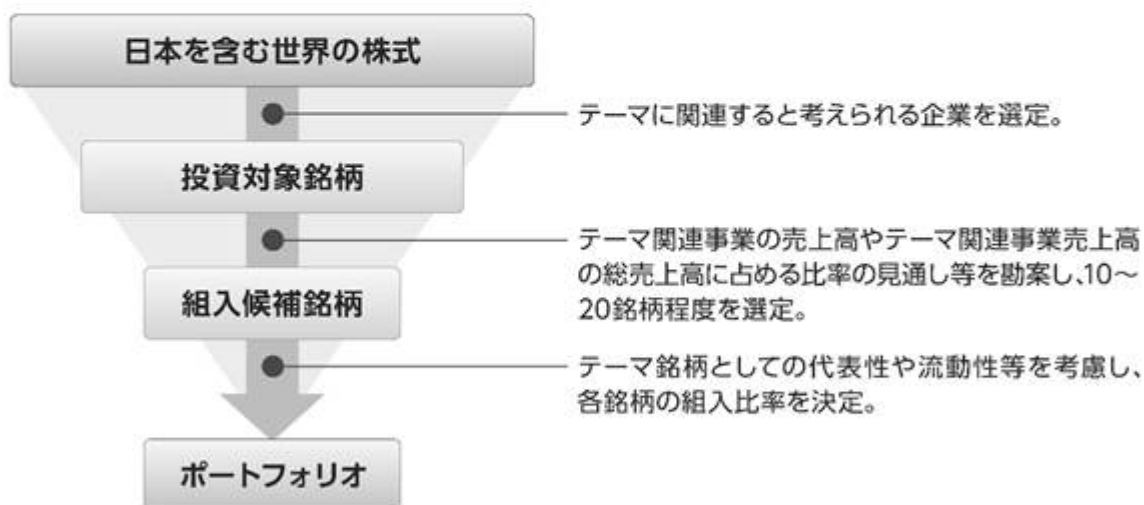 日本を含む世界の株式
テーマに関連すると考えられる企業を選定。
投資対象銘柄
テーマ関連事業の売上高やテーマ関連事業売上高
の総売上高に占める比率の見通し等を勘案し、10～
20銘柄程度を選定。
組入候補銘柄
テーマ銘柄としての代表性や流動性等を考慮し、
各銘柄の組入比率を決定。
ポートフォリオ